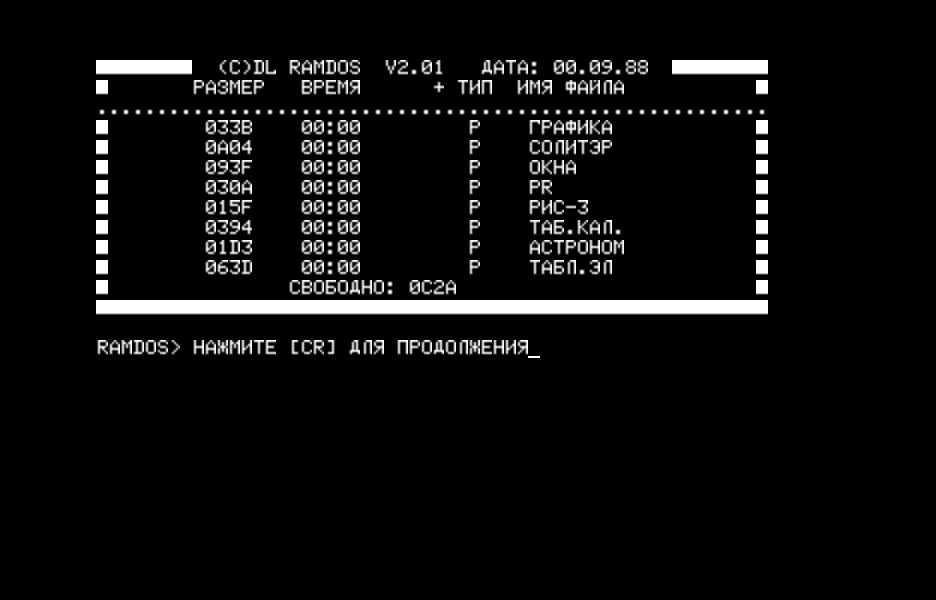 (C)DL RAMDOS V2.01 ДАТА: 00.09.88
РАЗМЕР ВРЕМЯ + ТИП ИМЯ ФАЙЛА
033B 00:00 P ГРАФИКА
0A04 00:00 P СОЛИТЭР
093F 00:00 P ОКНА
030A 00:00 P PR
015F 00:00 P РИС-3
0394 00:00 P ТАБ.КАЛ.
01D3 00:00 P АСТРОНОМ
063D 00:00 P ТАБЛ.ЭЛ
СВОБОДНО: 0C2A
RAMDOS> НАЖМИТЕ [CR] ДЛЯ ПРОДОЛЖЕНИЯ_